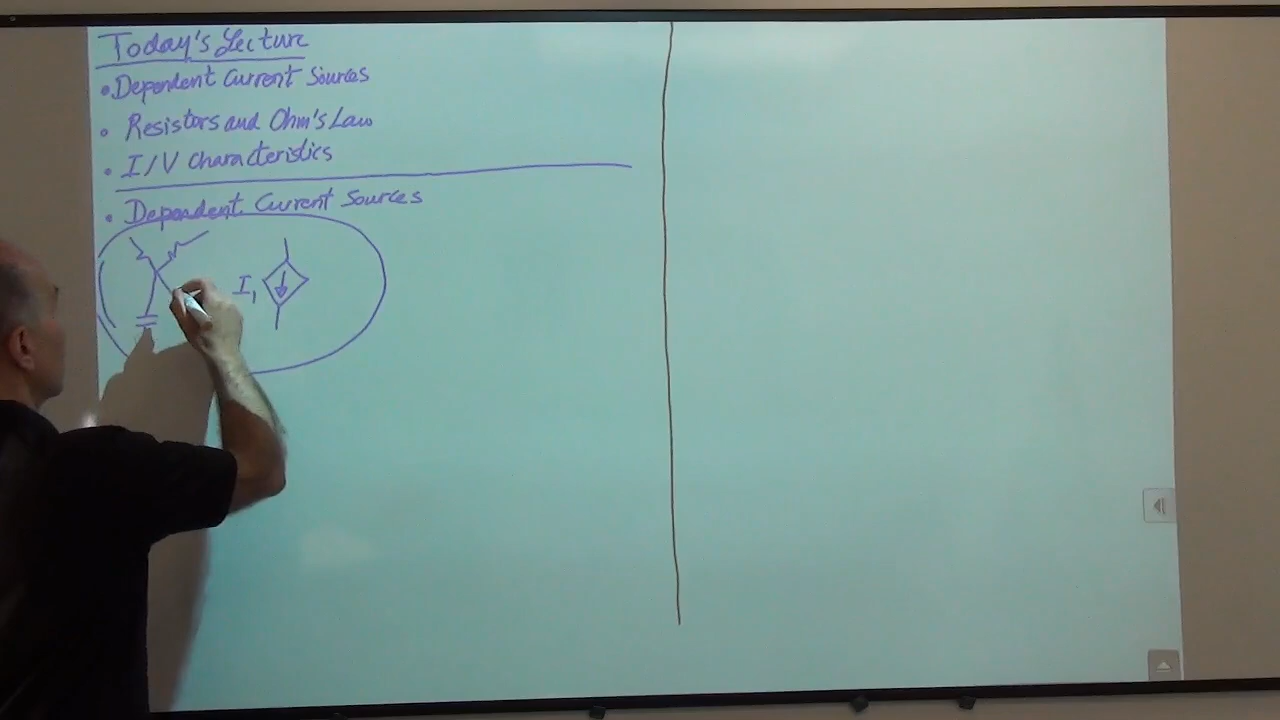 Today's Lecture
• Dependent Current Sources
• Resistors and Ohm's Law
• I/V Characteristics
• Dependent Current Sources
I₁